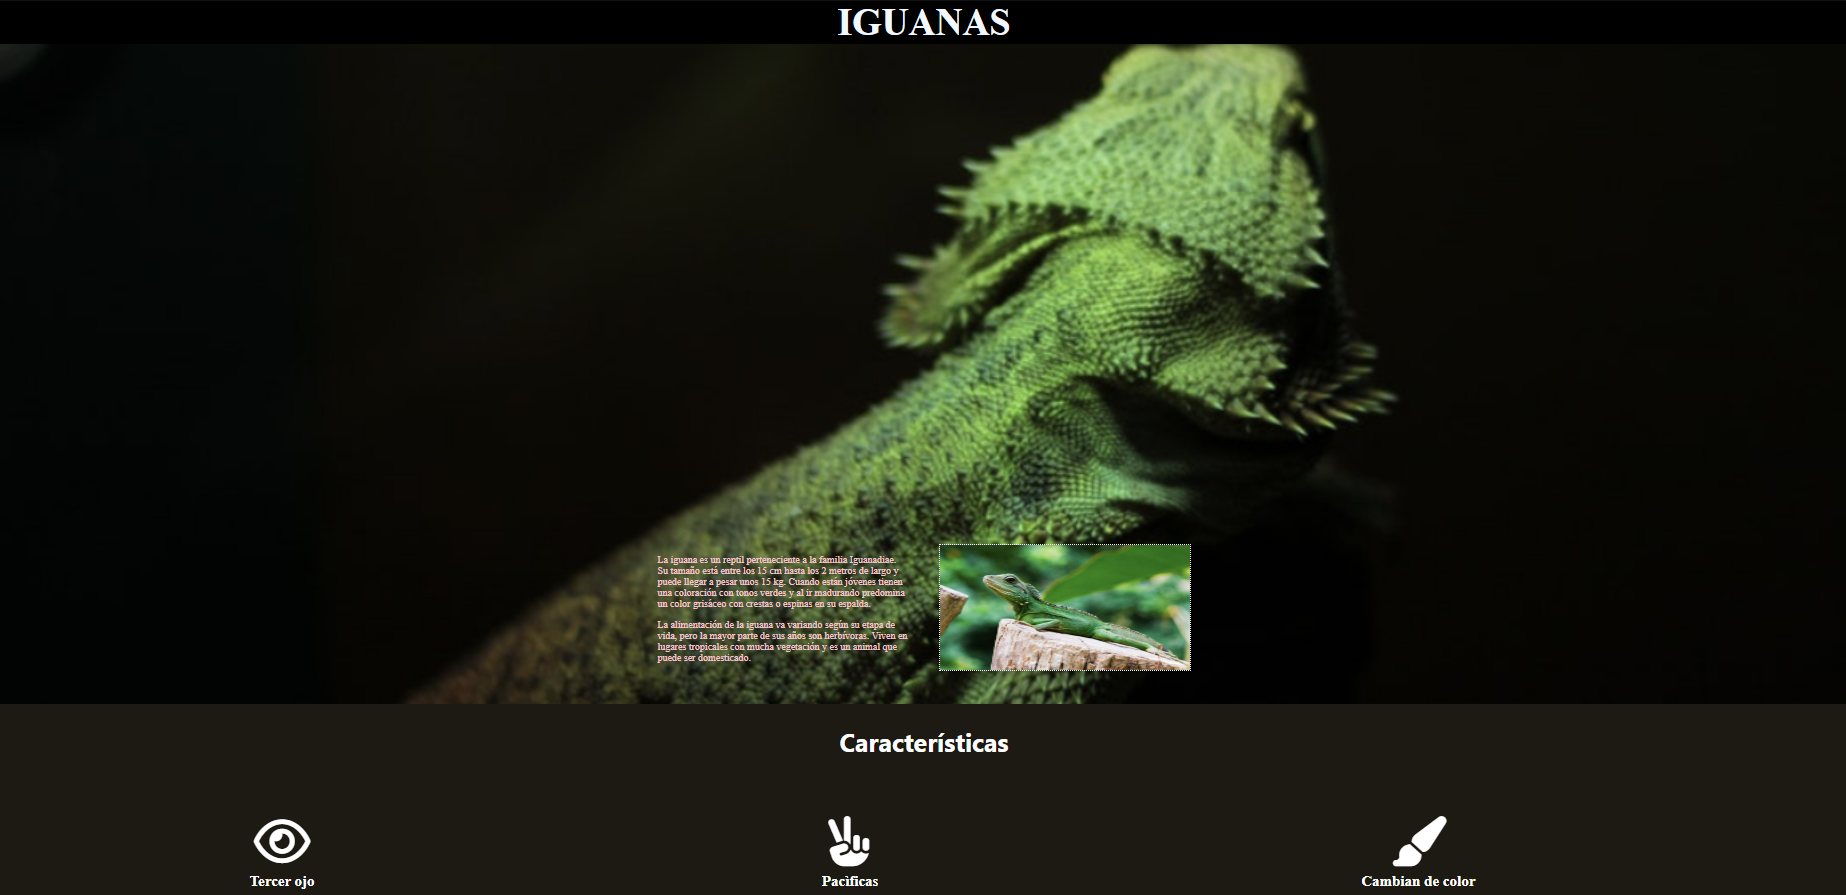 IGUANAS
La iguana es un reptil perteneciente a la familia Iguanadiae.
Su tamaño está entre los 15 cm hasta los 2 metros de largo y
puede llegar a pesar unos 15 kg. Cuando están jóvenes tienen
una coloración con tonos verdes y al ir madurando predomina
un color grisáceo con crestas o espinas en su espalda.
La alimentación de la iguana va variando según su etapa de
vida, pero la mayor parte de sus años son herbívoras. Viven en
lugares tropicales con mucha vegetación y es un animal que
puede ser domesticado.
Características
Tercer ojo
Pacìficas
Cambian de color